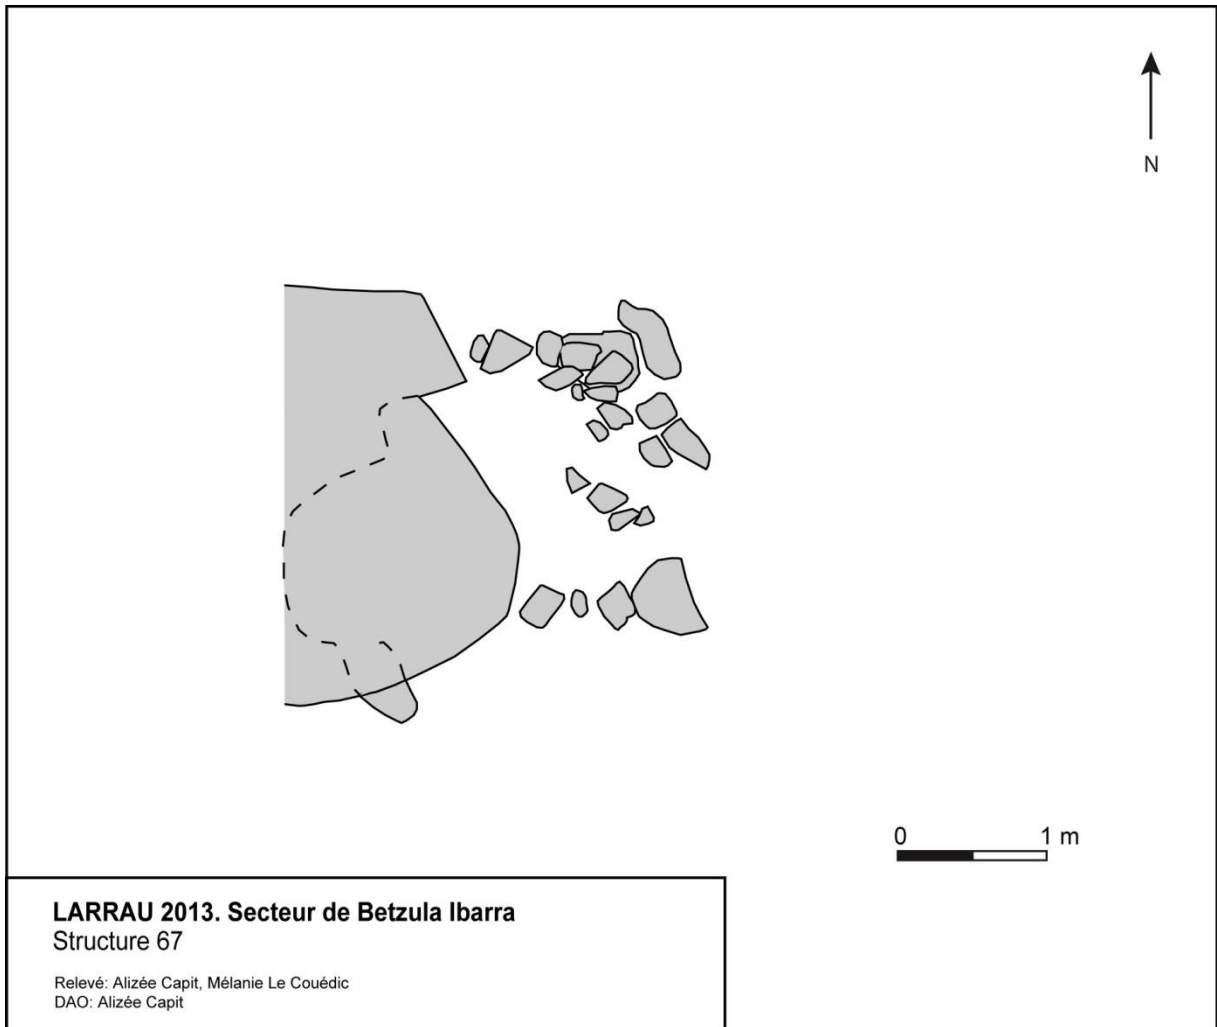 N
0 1 m
LARRAU 2013. Secteur de Betzula Ibarra
Structure 67
Relevé: Alizée Capit, Mélanie Le Couédic
DAO: Alizée Capit